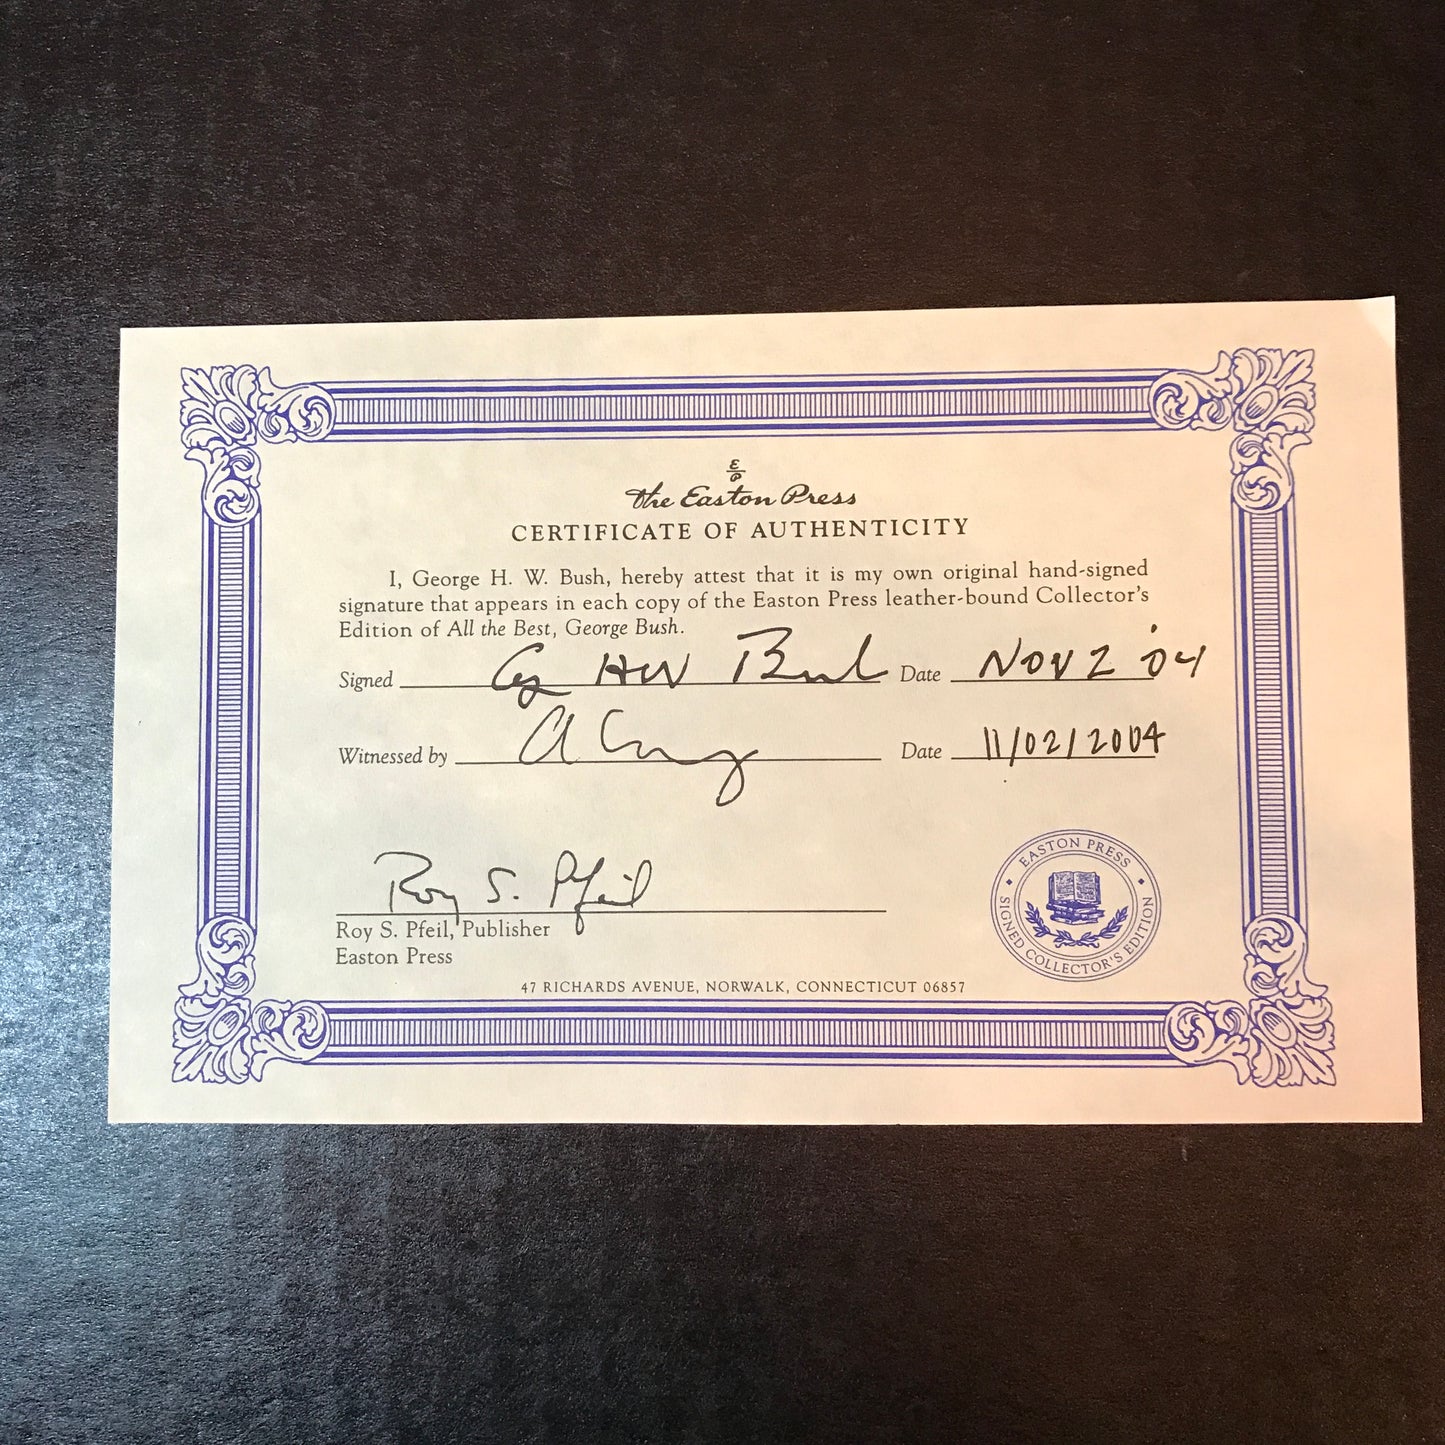 E
P
the Easton Press
CERTIFICATE OF AUTHENTICITY
I, George H. W. Bush, hereby attest that it is my own original hand-signed
signature that appears in each copy of the Easton Press leather-bound Collector's
Edition of All the Best, George Bush.
Signed G HW Bush Date NOV 2 '04
Witnessed by Date 11/02/2004
Roy S. Pfeil
Roy S. Pfeil, Publisher
Easton Press
EASTON PRESS
SIGNED COLLECTOR'S EDITION
47 RICHARDS AVENUE, NORWALK, CONNECTICUT 06857